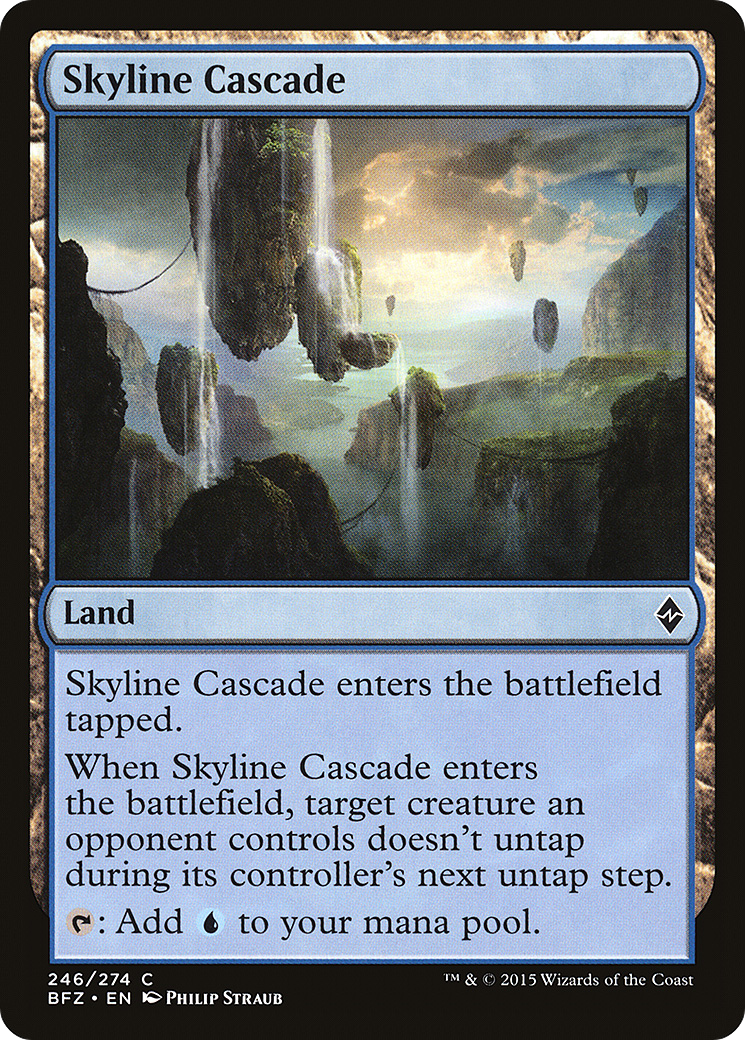 Skyline Cascade
Land
Skyline Cascade enters the battlefield
tapped.
When Skyline Cascade enters
the battlefield, target creature an
opponent controls doesn't untap
during its controller's next untap step.
: Add to your mana pool.
246/274 C
BFZ • EN Philip Straub
™ & © 2015 Wizards of the Coast